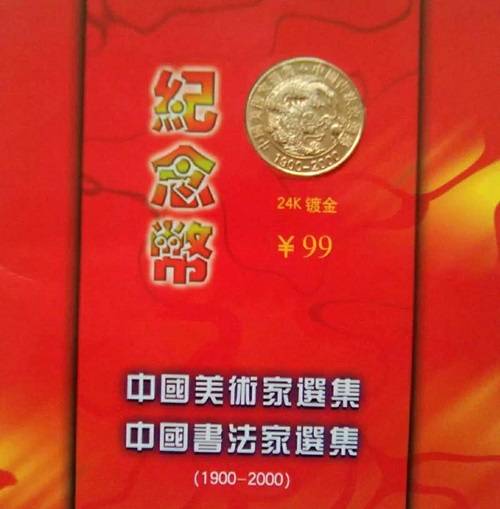 紀念幣
1900-2000
24K 镀金
￥99
中國美術家選集
中國書法家選集
(1900-2000)